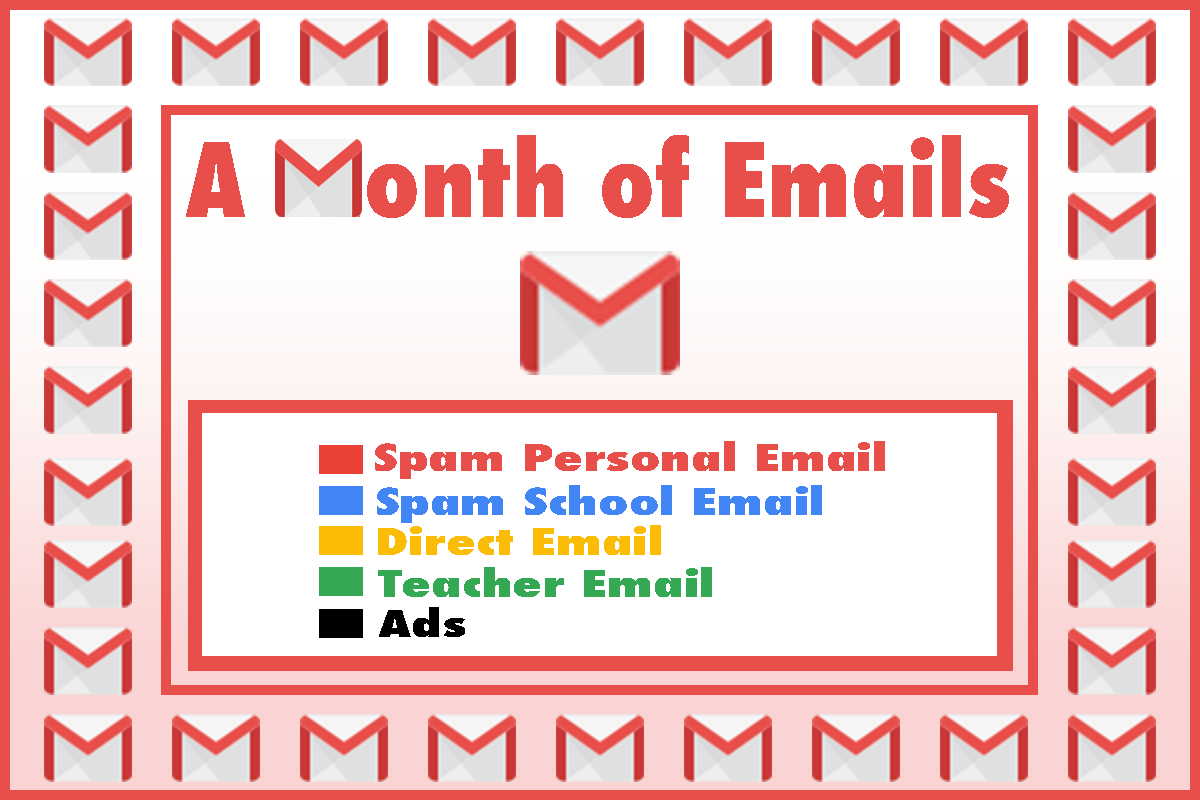 A Month of Emails
Spam Personal Email
Spam School Email
Direct Email
Teacher Email
Ads